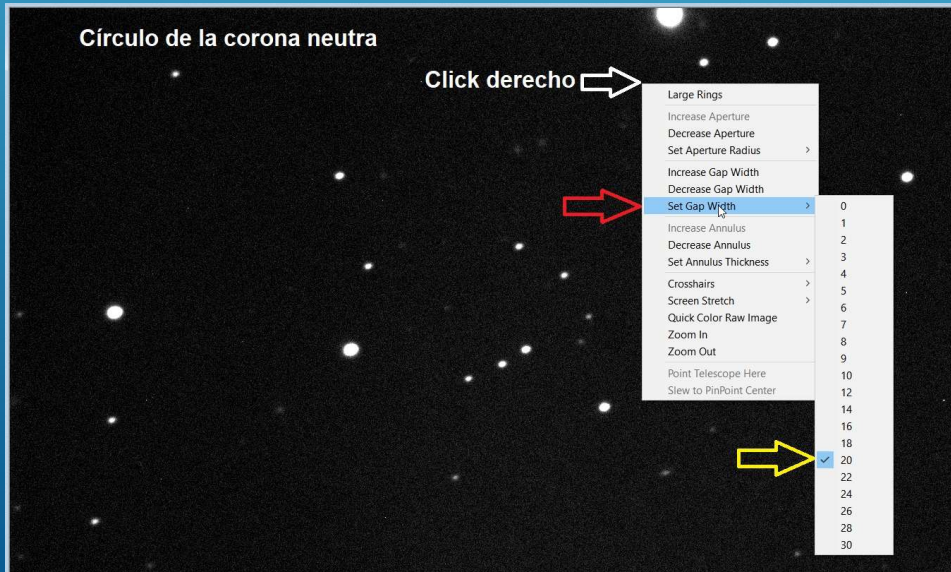 Círculo de la corona neutra
Click derecho
Large Rings
Increase Aperture
Decrease Aperture
Set Aperture Radius
Increase Gap Width
Decrease Gap Width
Set Gap Width
Increase Annulus
Decrease Annulus
Set Annulus Thickness
Crosshairs
Screen Stretch
Quick Color Raw Image
Zoom In
Zoom Out
Point Telescope Here
Slew to PinPoint Center
0
1
2
3
4
5
6
7
8
9
10
12
14
16
18
20
22
24
26
28
30